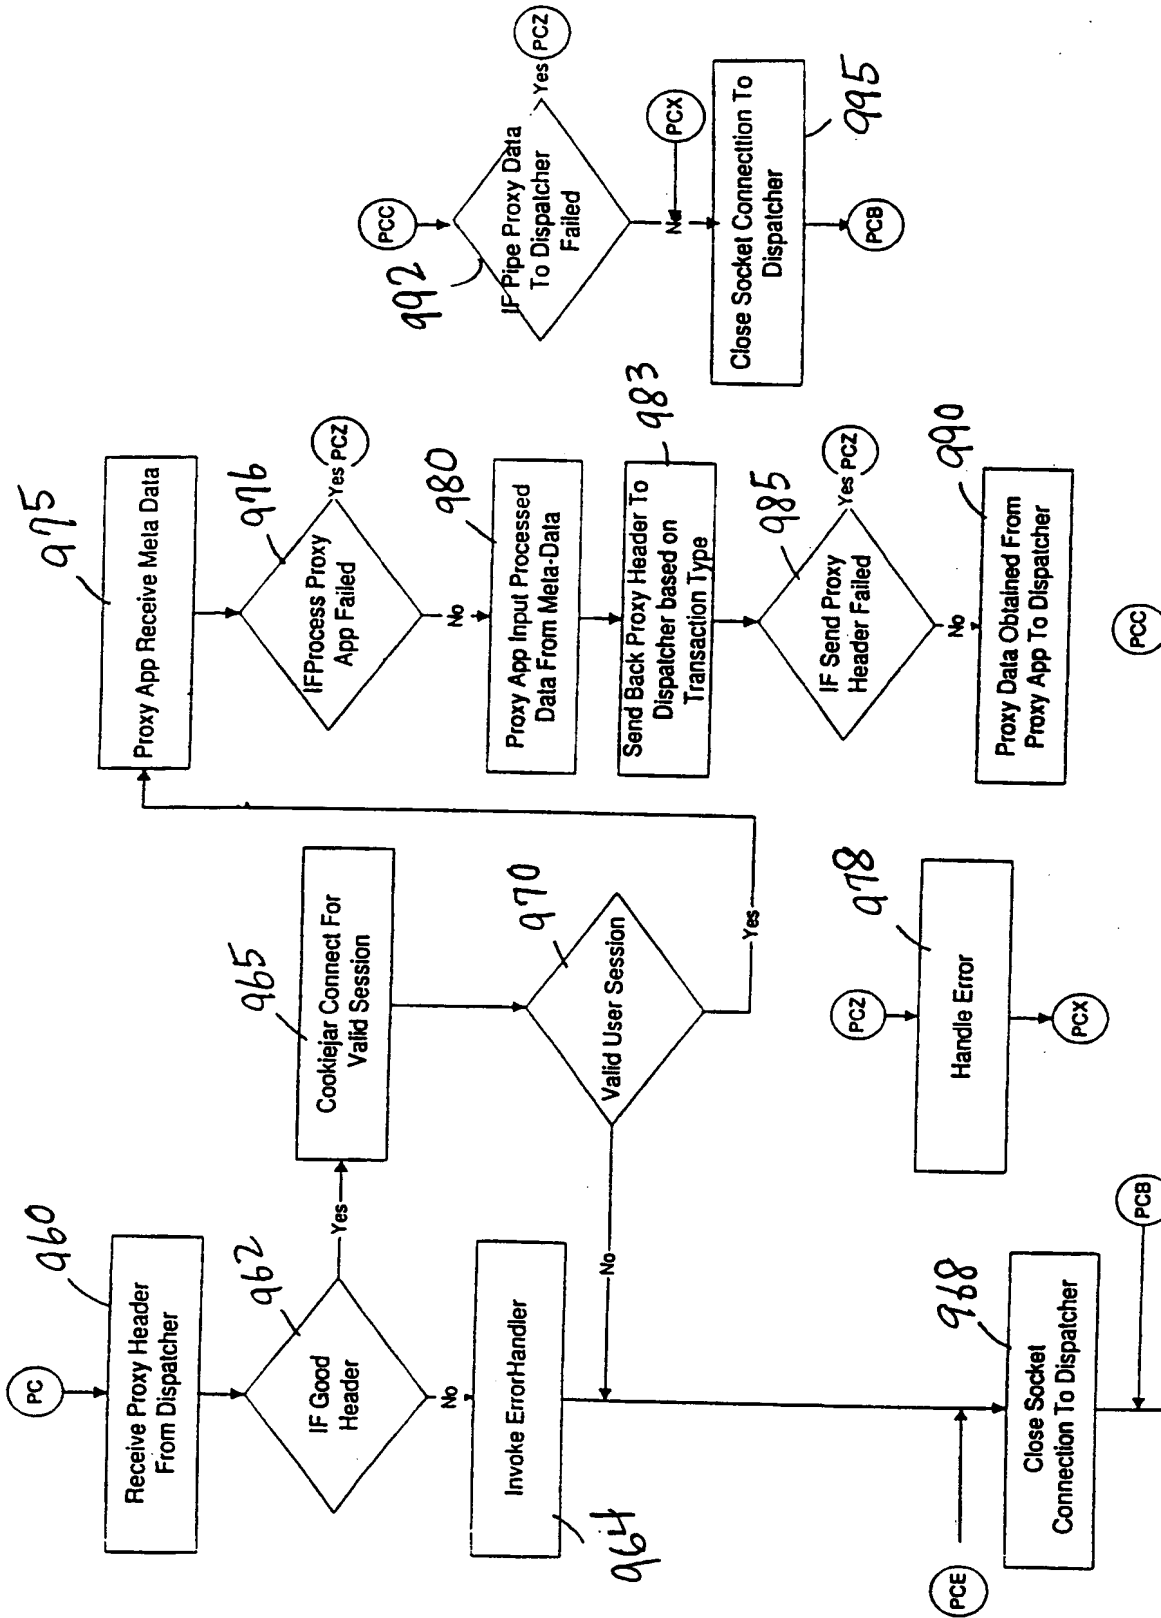 PC
960
Receive Proxy Header
From Dispatcher
962
IF Good
Header
Yes
No
Invoke ErrorHandler
964
965
Cookiejar Connect For
Valid Session
970
Valid User Session
No
Yes
PCE
968
Close Socket
Connection To Dispatcher
PCB
975
Proxy App Receive Meta Data
976
IFProcess Proxy
App Failed
Yes
PCZ
No
980
Proxy App Input Processed
Data From Meta-Data
983
Send Back Proxy Header To
Dispatcher based on
Transaction Type
985
IF Send Proxy
Header Failed
Yes
PCZ
No
990
Proxy Data Obtained From
Proxy App To Dispatcher
PCC
PCZ
978
Handle Error
PCX
PCC
992
IF Pipe Proxy Data
To Dispatcher
Failed
Yes
PCZ
No
PCX
Close Socket Connecttion To
Dispatcher
995
PCB